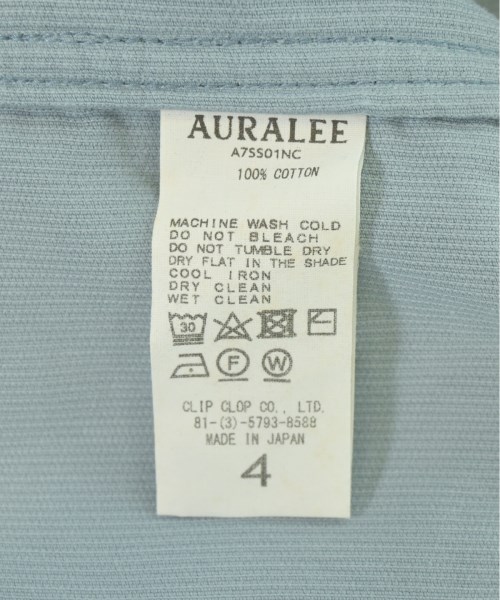 AURALEE
A7SS01NC
100% COTTON
MACHINE WASH COLD
DO NOT BLEACH
DO NOT TUMBLE DRY
DRY FLAT IN THE SHADE
COOL IRON
DRY CLEAN
WET CLEAN
30
F W
CLIP CLOP CO., LTD.
81-(3)-5793-8588
MADE IN JAPAN
4